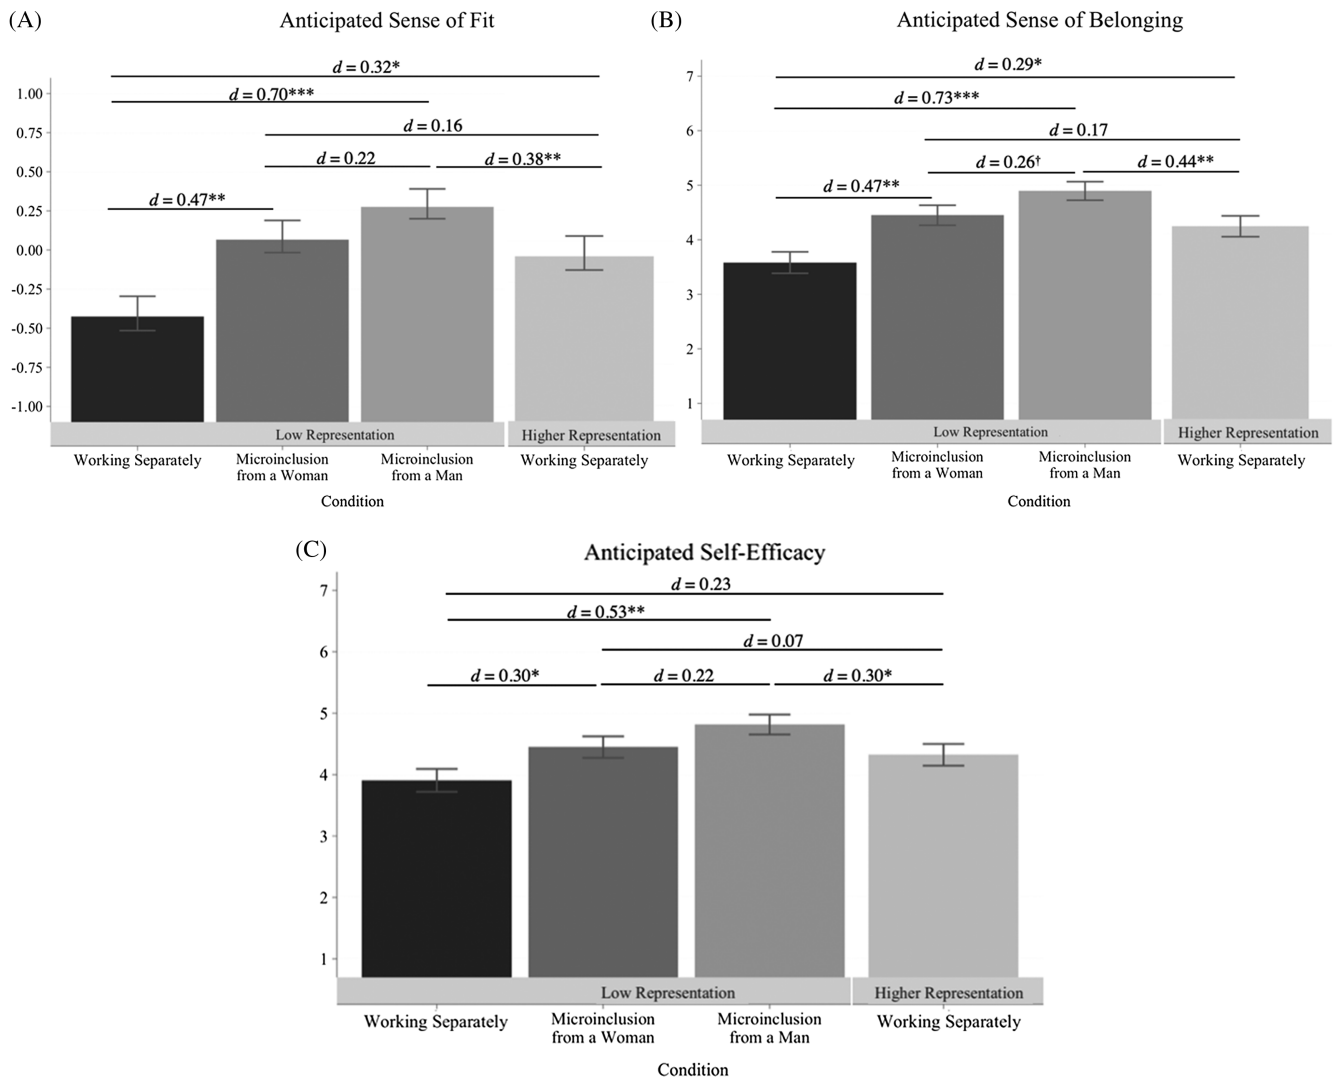 (A)
Anticipated Sense of Fit
d = 0.32*
d = 0.70***
d = 0.16
d = 0.22
d = 0.38**
d = 0.47**
1.00
0.75
0.50
0.25
0.00
-0.25
-0.50
-0.75
-1.00
Low Representation
Higher Representation
Working Separately
Microinclusion
from a Woman
Microinclusion
from a Man
Working Separately
Condition
(B)
Anticipated Sense of Belonging
d = 0.29*
d = 0.73***
d = 0.17
d = 0.26†
d = 0.44**
d = 0.47**
7
6
5
4
3
2
1
Low Representation
Higher Representation
Working Separately
Microinclusion
from a Woman
Microinclusion
from a Man
Working Separately
Condition
(C)
Anticipated Self-Efficacy
d = 0.23
d = 0.53**
d = 0.07
d = 0.30*
d = 0.22
d = 0.30*
7
6
5
4
3
2
1
Low Representation
Higher Representation
Working Separately
Microinclusion
from a Woman
Microinclusion
from a Man
Working Separately
Condition